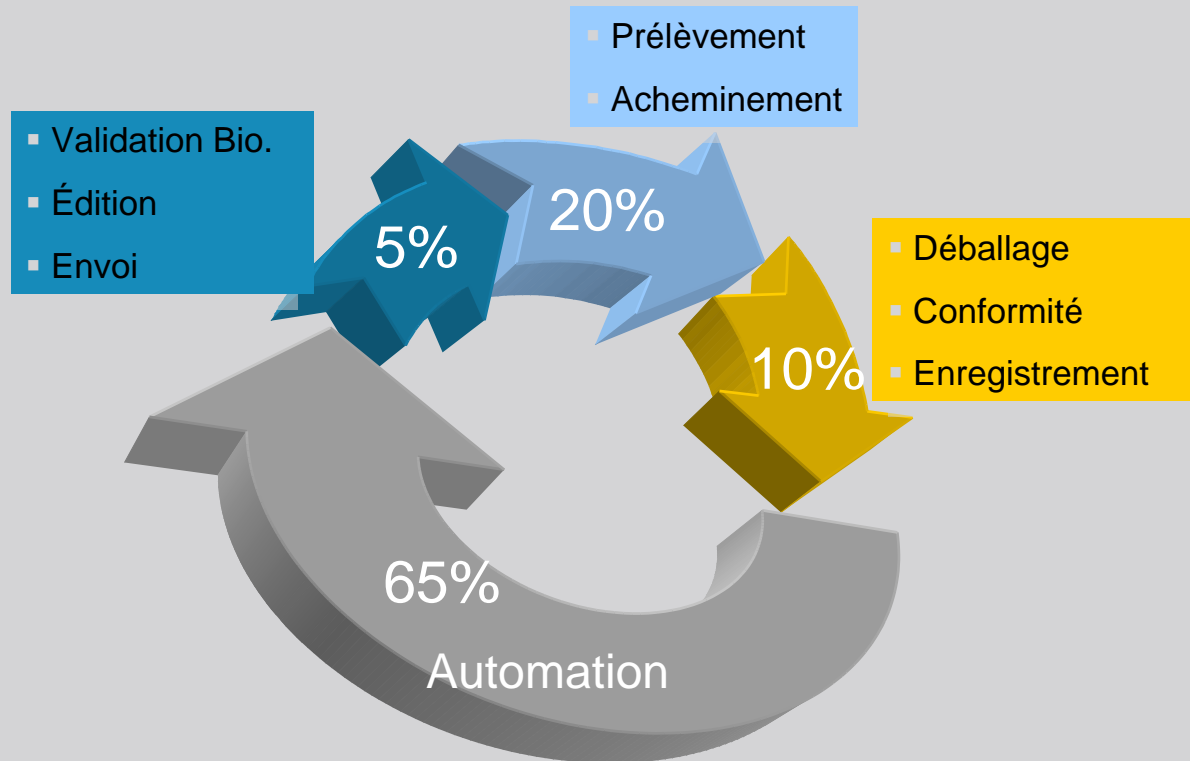 Prélèvement
Acheminement
Validation Bio.
Édition
Envoi
5%
20%
Déballage
Conformité
Enregistrement
10%
65%
Automation